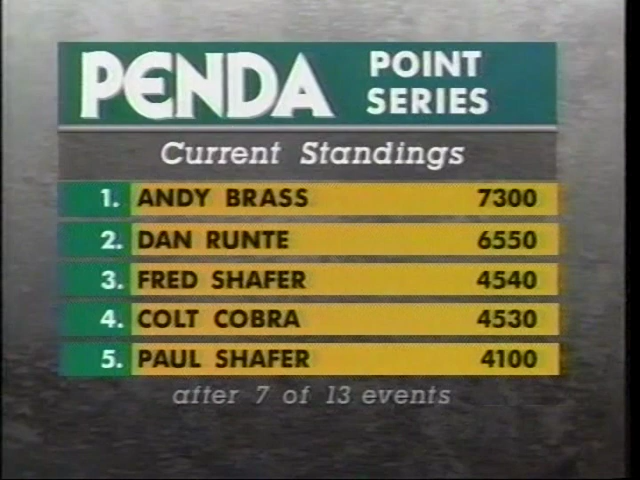 PENDA POINT SERIES
Current Standings
1. ANDY BRASS 7300
2. DAN RUNTE 6550
3. FRED SHAFER 4540
4. COLT COBRA 4530
5. PAUL SHAFER 4100
after 7 of 13 events